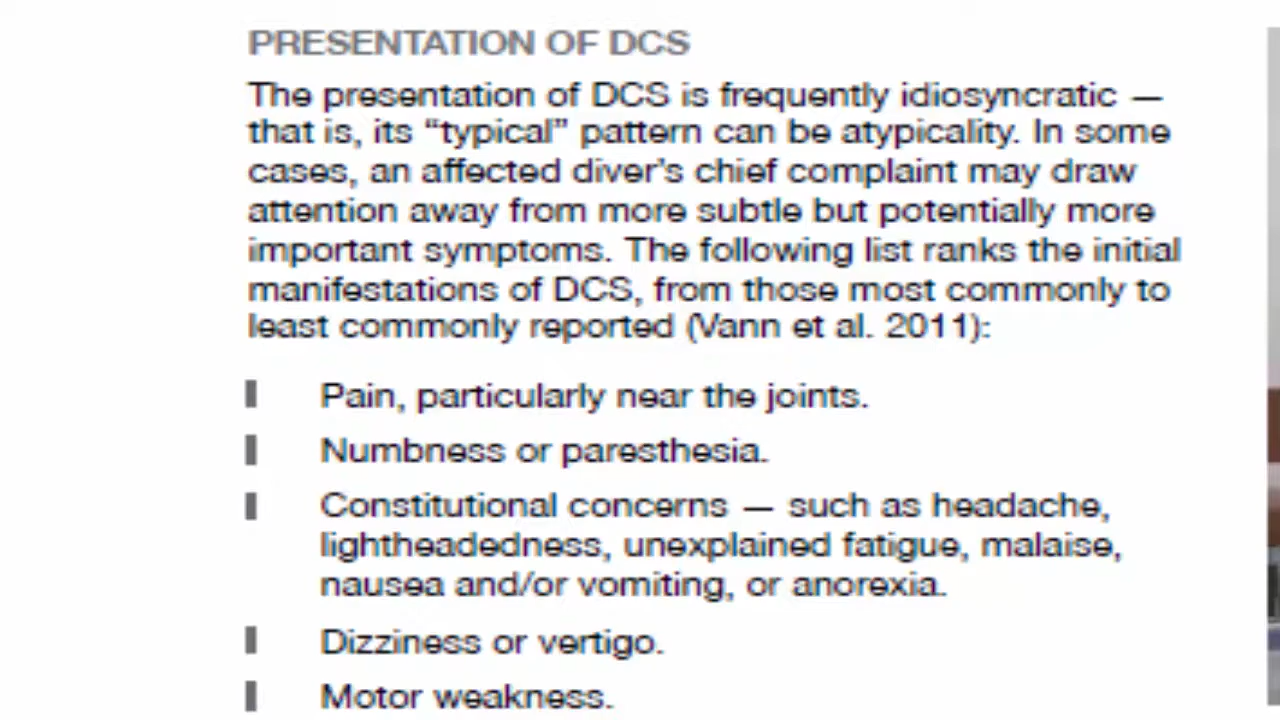 PRESENTATION OF DCS
The presentation of DCS is frequently idiosyncratic —
that is, its “typical” pattern can be atypicality. In some
cases, an affected diver’s chief complaint may draw
attention away from more subtle but potentially more
important symptoms. The following list ranks the initial
manifestations of DCS, from those most commonly to
least commonly reported (Vann et al. 2011):
Pain, particularly near the joints.
Numbness or paresthesia.
Constitutional concerns — such as headache,
lightheadedness, unexplained fatigue, malaise,
nausea and/or vomiting, or anorexia.
Dizziness or vertigo.
Motor weakness.